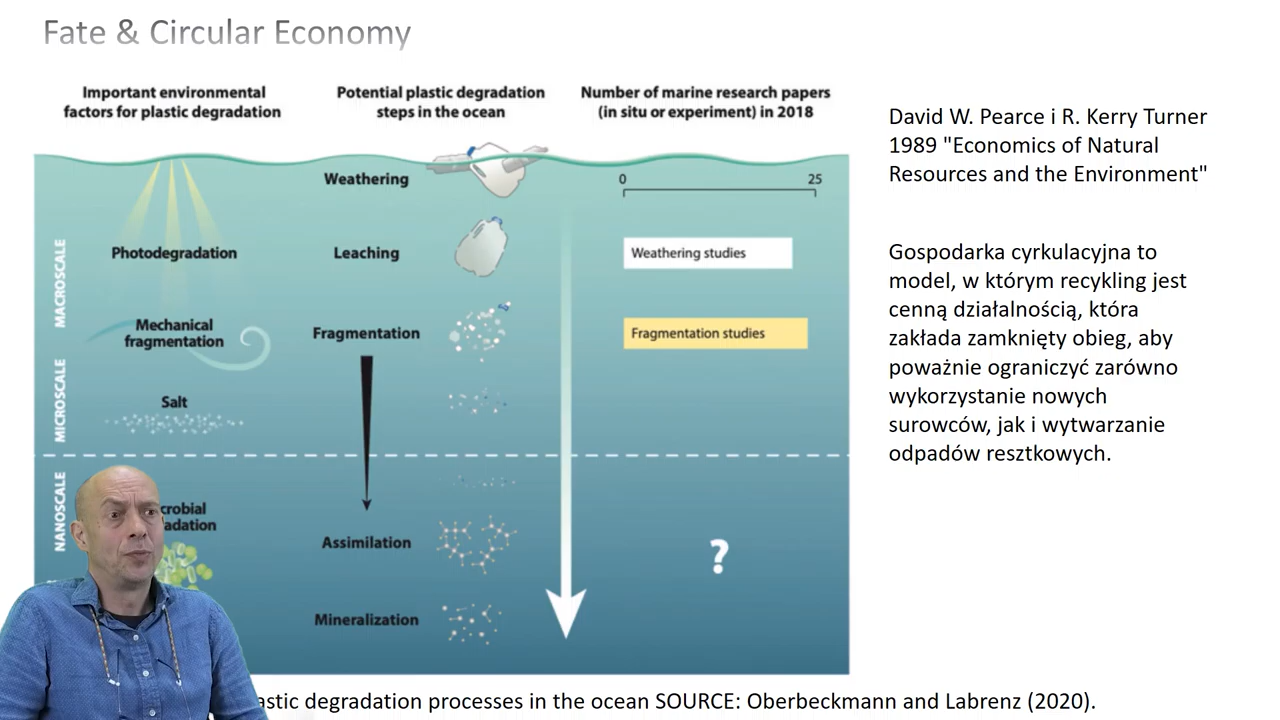 Fate & Circular Economy
Important environmental
factors for plastic degradation
Potential plastic degradation
steps in the ocean
Number of marine research papers
(in situ or experiment) in 2018
MACROSCALE
MICROSCALE
NANOSCALE
Photodegradation
Mechanical
fragmentation
Salt
Weathering
Leaching
Fragmentation
Assimilation
Mineralization
0 25
Weathering studies
Fragmentation studies
?
David W. Pearce i R. Kerry Turner
1989 "Economics of Natural
Resources and the Environment"
Gospodarka cyrkulacyjna to
model, w którym recykling jest
cenną działalnością, która
zakłada zamknięty obieg, aby
poważnie ograniczyć zarówno
wykorzystanie nowych
surowców, jak i wytwarzanie
odpadów resztkowych.
degradation processes in the ocean SOURCE: Oberbeckmann and Labrenz (2020).